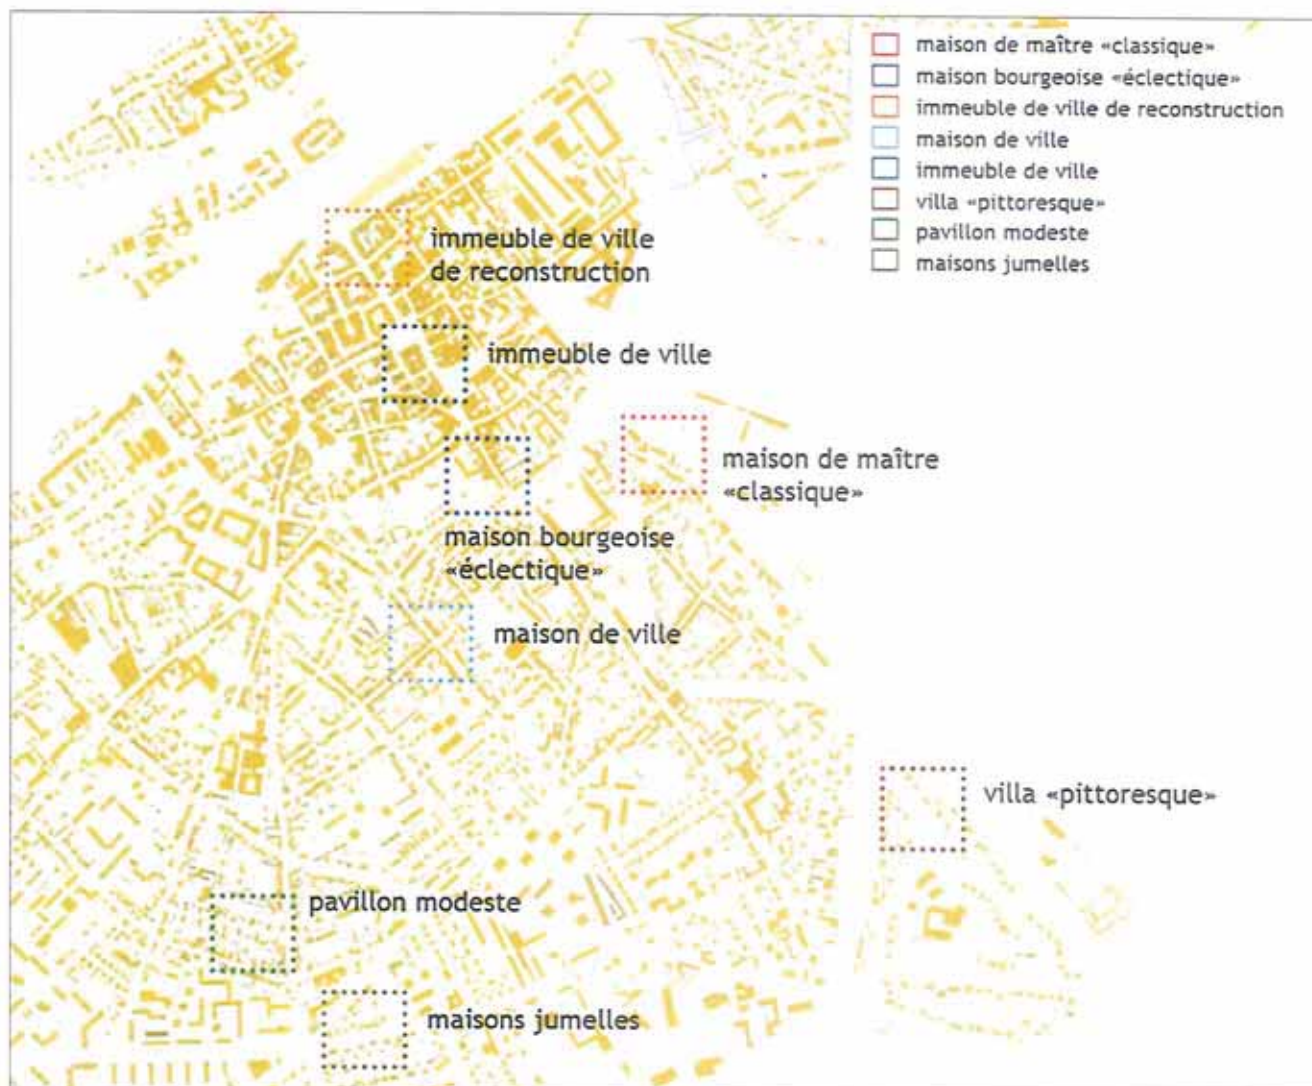 maison de maître «classique»
maison bourgeoise «éclectique»
immeuble de ville de reconstruction
maison de ville
immeuble de ville
villa «pittoresque»
pavillon modeste
maisons jumelles
immeuble de ville
de reconstruction
immeuble de ville
maison de maître
«classique»
maison bourgeoise
«éclectique»
maison de ville
villa «pittoresque»
pavillon modeste
maisons jumelles